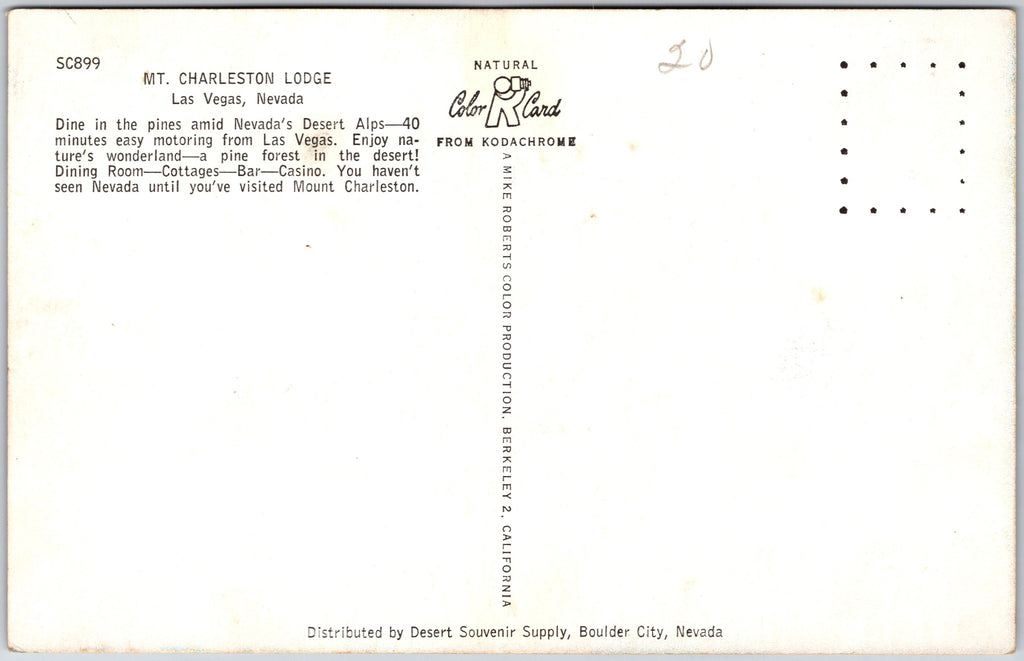 SC899
MT. CHARLESTON LODGE
Las Vegas, Nevada
Dine in the pines amid Nevada's Desert Alps—40
minutes easy motoring from Las Vegas. Enjoy na-
ture's wonderland—a pine forest in the desert!
Dining Room—Cottages—Bar—Casino. You haven't
seen Nevada until you've visited Mount Charleston.
NATURAL
Color Card
FROM KODACHROME
A MIKE ROBERTS COLOR PRODUCTION, BERKELEY 2, CALIFORNIA
20
Distributed by Desert Souvenir Supply, Boulder City, Nevada